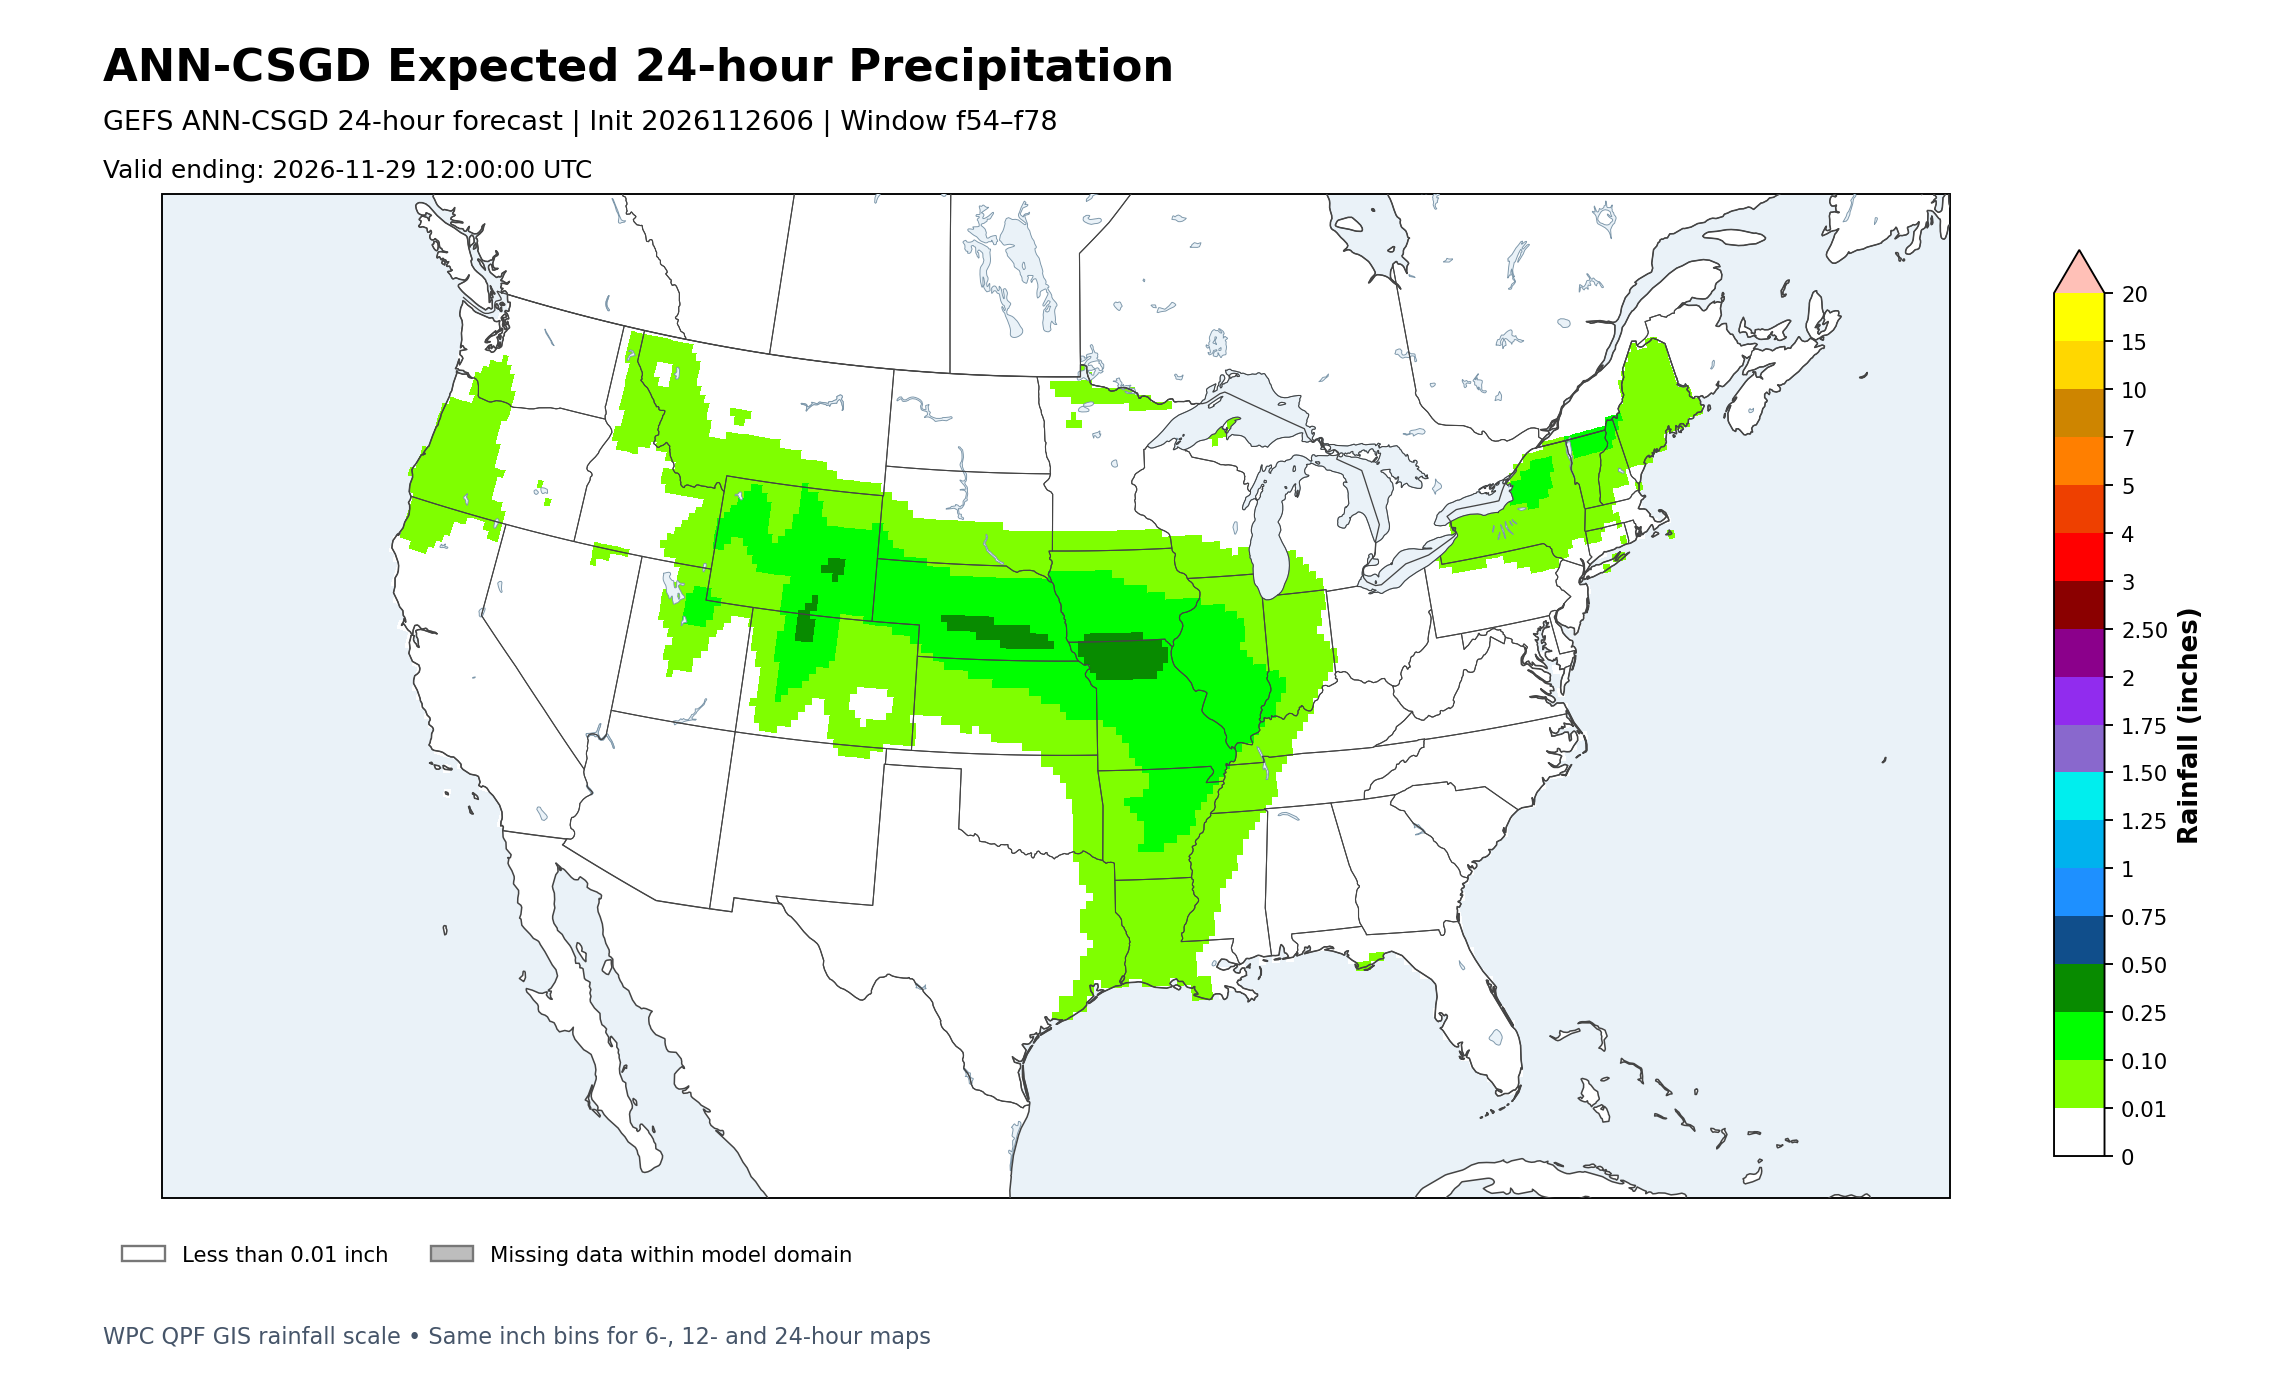 ANN-CSGD Expected 24-hour Precipitation
GEFS ANN-CSGD 24-hour forecast | Init 2026112606 | Window f54–f78
Valid ending: 2026-11-29 12:00:00 UTC
20
15
10
7
5
4
3
2.50
2
1.75
1.50
1.25
1
0.75
0.50
0.25
0.10
0.01
0
Rainfall (inches)
Less than 0.01 inch
Missing data within model domain
WPC QPF GIS rainfall scale • Same inch bins for 6-, 12- and 24-hour maps